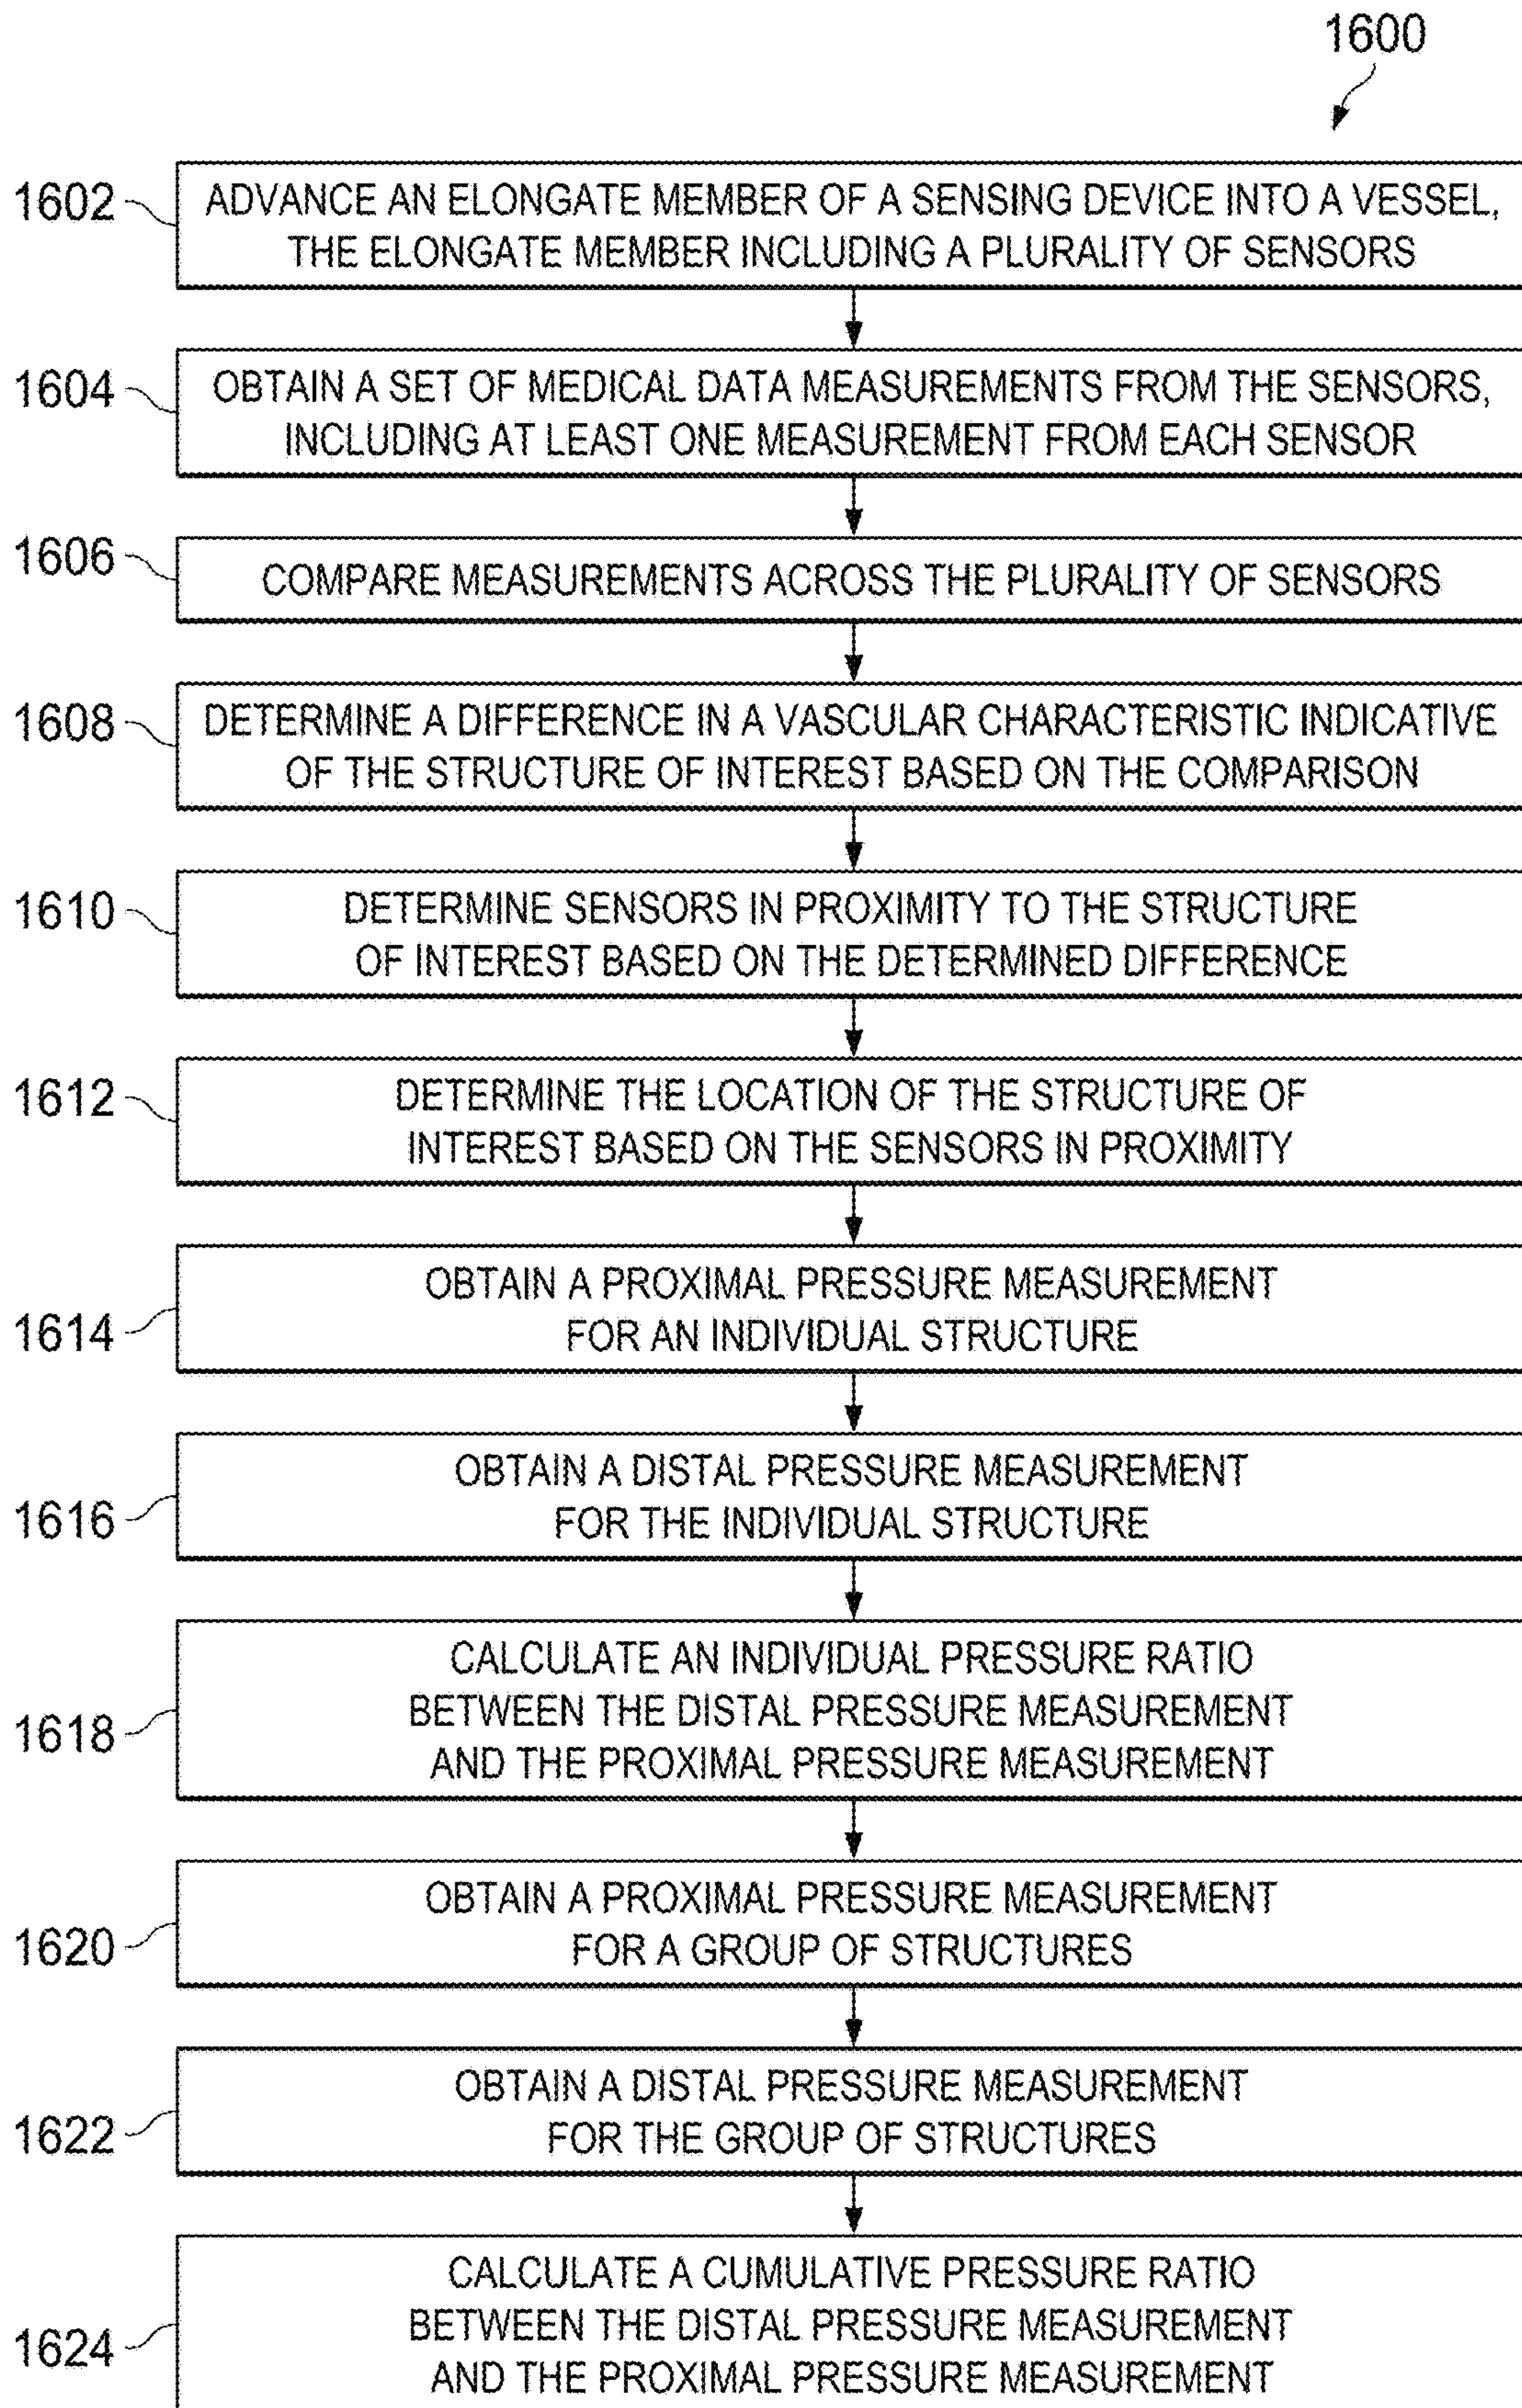 1600
1602
ADVANCE AN ELONGATE MEMBER OF A SENSING DEVICE INTO A VESSEL,
THE ELONGATE MEMBER INCLUDING A PLURALITY OF SENSORS
1604
OBTAIN A SET OF MEDICAL DATA MEASUREMENTS FROM THE SENSORS,
INCLUDING AT LEAST ONE MEASUREMENT FROM EACH SENSOR
1606
COMPARE MEASUREMENTS ACROSS THE PLURALITY OF SENSORS
1608
DETERMINE A DIFFERENCE IN A VASCULAR CHARACTERISTIC INDICATIVE
OF THE STRUCTURE OF INTEREST BASED ON THE COMPARISON
1610
DETERMINE SENSORS IN PROXIMITY TO THE STRUCTURE
OF INTEREST BASED ON THE DETERMINED DIFFERENCE
1612
DETERMINE THE LOCATION OF THE STRUCTURE OF
INTEREST BASED ON THE SENSORS IN PROXIMITY
1614
OBTAIN A PROXIMAL PRESSURE MEASUREMENT
FOR AN INDIVIDUAL STRUCTURE
1616
OBTAIN A DISTAL PRESSURE MEASUREMENT
FOR THE INDIVIDUAL STRUCTURE
1618
CALCULATE AN INDIVIDUAL PRESSURE RATIO
BETWEEN THE DISTAL PRESSURE MEASUREMENT
AND THE PROXIMAL PRESSURE MEASUREMENT
1620
OBTAIN A PROXIMAL PRESSURE MEASUREMENT
FOR A GROUP OF STRUCTURES
1622
OBTAIN A DISTAL PRESSURE MEASUREMENT
FOR THE GROUP OF STRUCTURES
1624
CALCULATE A CUMULATIVE PRESSURE RATIO
BETWEEN THE DISTAL PRESSURE MEASUREMENT
AND THE PROXIMAL PRESSURE MEASUREMENT